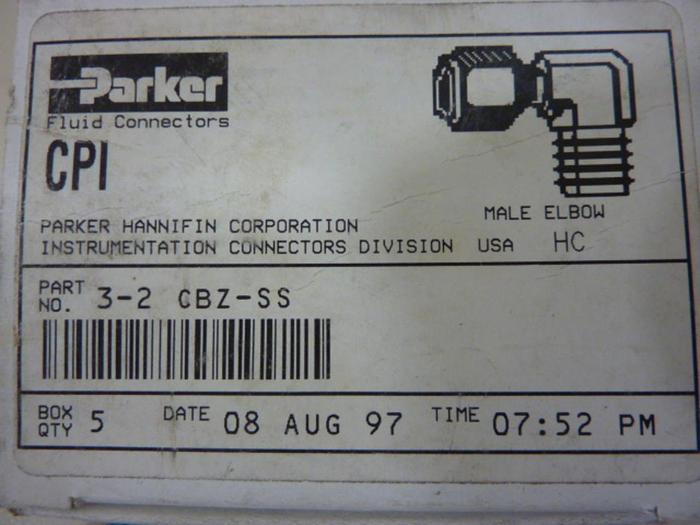 Parker
Fluid Connectors
CPI
MALE ELBOW
PARKER HANNIFIN CORPORATION
INSTRUMENTATION CONNECTORS DIVISION USA HC
PART NO. 3-2 CBZ-SS
BOX QTY 5 DATE 08 AUG 97 TIME 07:52 PM